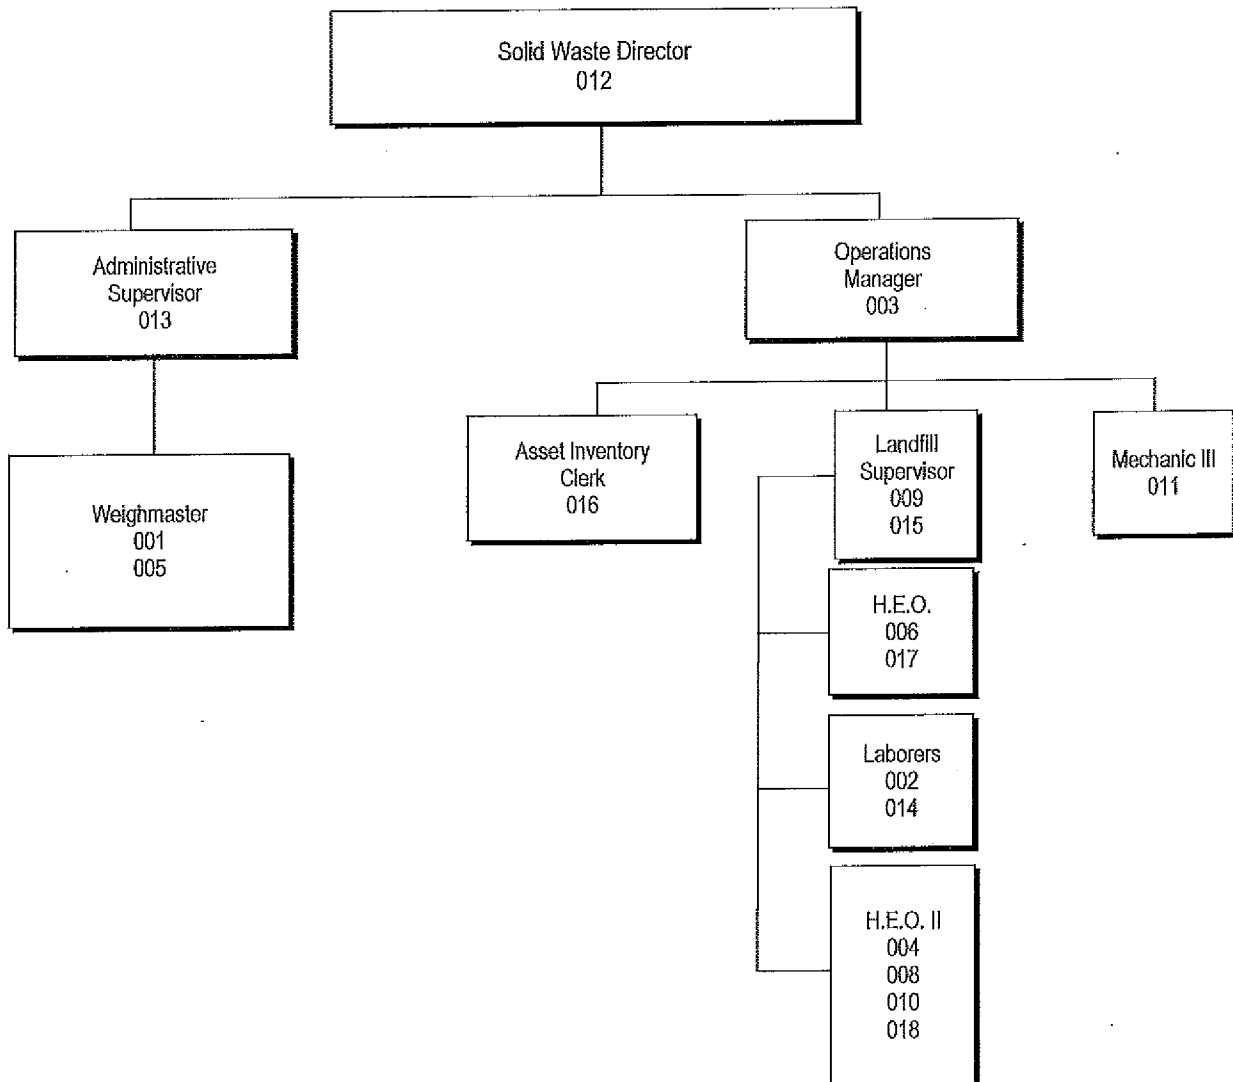 Solid Waste Director
012
Administrative
Supervisor
013
Operations
Manager
003
Weighmaster
001
005
Asset Inventory
Clerk
016
Landfill
Supervisor
009
015
Mechanic III
011
H.E.O.
006
017
Laborers
002
014
H.E.O. II
004
008
010
018